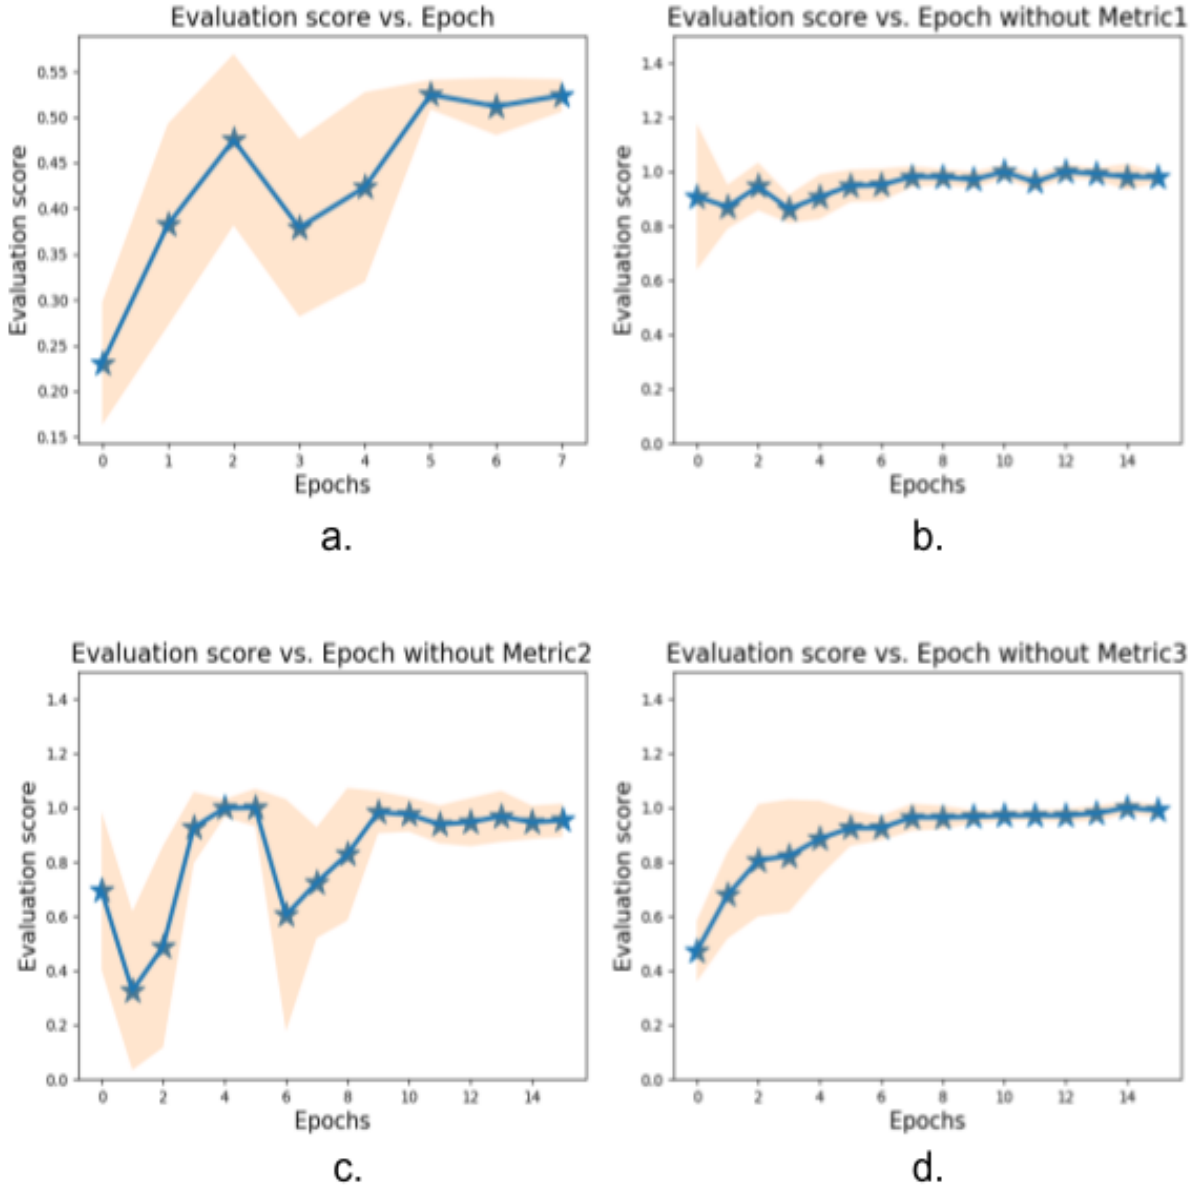 Evaluation score vs. Epoch
Evaluation score
0.55
0.50
0.45
0.40
0.35
0.30
0.25
0.20
0.15
0 1 2 3 4 5 6 7
Epochs
a.
Evaluation score vs. Epoch without Metric1
Evaluation score
1.4
1.2
1.0
0.8
0.6
0.4
0.2
0.0
0 2 4 6 8 10 12 14
Epochs
b.
Evaluation score vs. Epoch without Metric2
Evaluation score
1.4
1.2
1.0
0.8
0.6
0.4
0.2
0.0
0 2 4 6 8 10 12 14
Epochs
c.
Evaluation score vs. Epoch without Metric3
Evaluation score
1.4
1.2
1.0
0.8
0.6
0.4
0.2
0.0
0 2 4 6 8 10 12 14
Epochs
d.